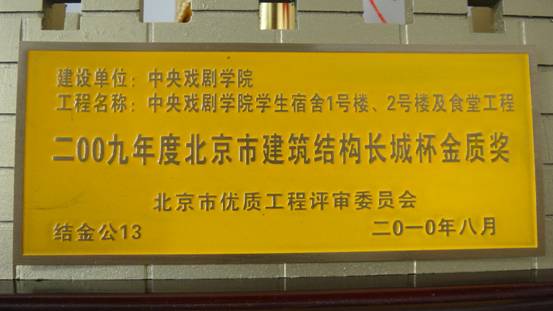 建设单位：中央戏剧学院
工程名称：中央戏剧学院学生宿舍1号楼、2号楼及食堂工程
二00九年度北京市建筑结构长城杯金质奖
北京市优质工程评审委员会
结金公13
二0一0年八月